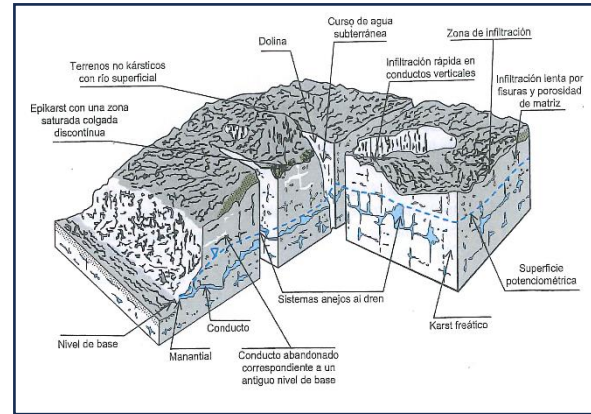 Curso de agua
subterránea
Dolina
Zona de infiltración
Terrenos no kársticos
con río superficial
Infiltración rápida en
conductos verticales
Infiltración lenta por
fisuras y porosidad
de matriz
Epikarst con una zona
saturada colgada
discontinua
Sistemas anejos al dren
Superficie
potenciométrica
Karst freático
Conducto
Nivel de base
Manantial
Conducto abandonado
correspondiente a un
antiguo nivel de base